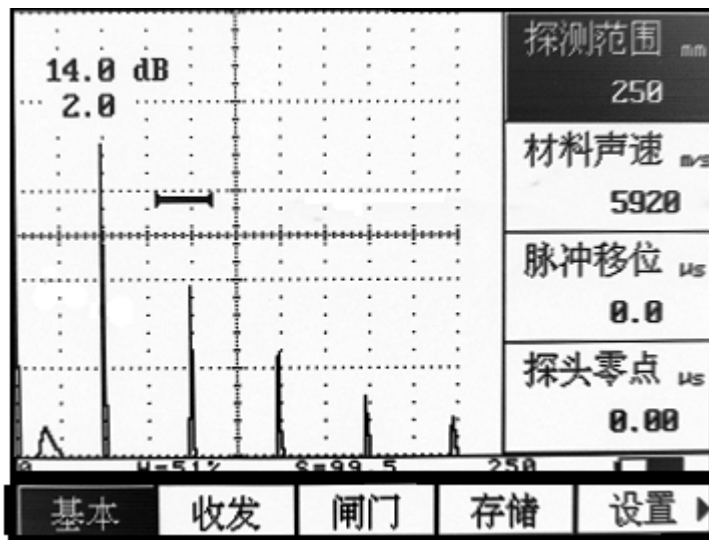 14.0 dB
2.0
探测范围 mm
250
材料声速 m/s
5920
脉冲移位 μs
0.0
探头零点 μs
0.00
0 W=51% S=99.5 250
基本 收发 闸门 存储 设置